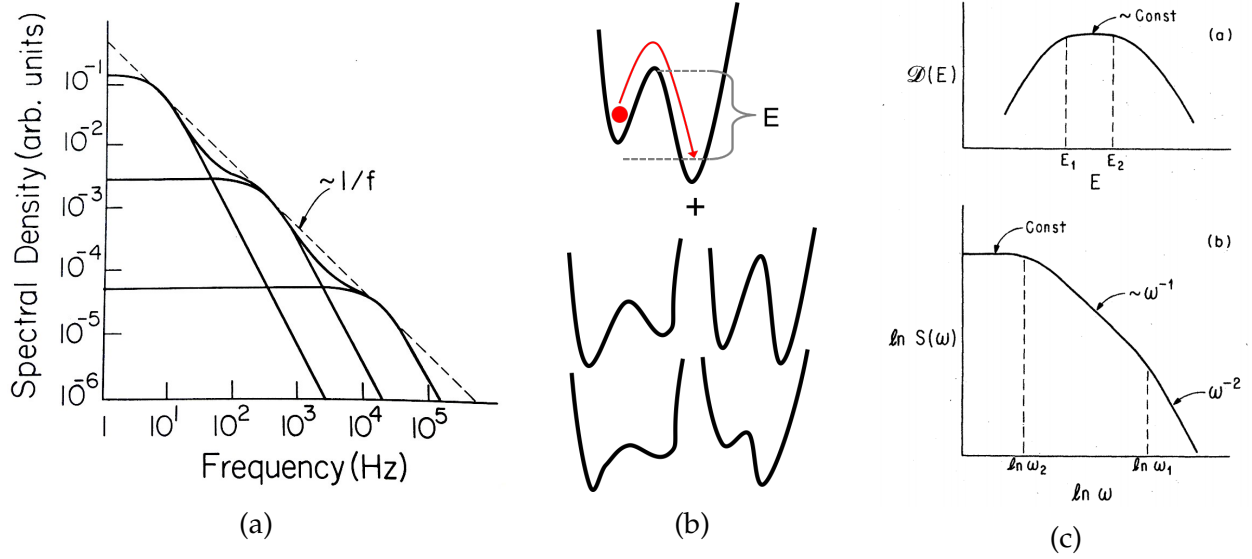 Spectral Density (arb. units)
10⁻¹
10⁻²
10⁻³
10⁻⁴
10⁻⁵
10⁻⁶
~1/f
1 10¹ 10² 10³ 10⁴ 10⁵
Frequency (Hz)
(a)
E
+
(b)
𝒟(E)
~ Const
(a)
E₁ E₂
E
Const
(b)
~ω⁻¹
ln S(ω)
ω⁻²
ln ω₂ ln ω₁
ln ω
(c)